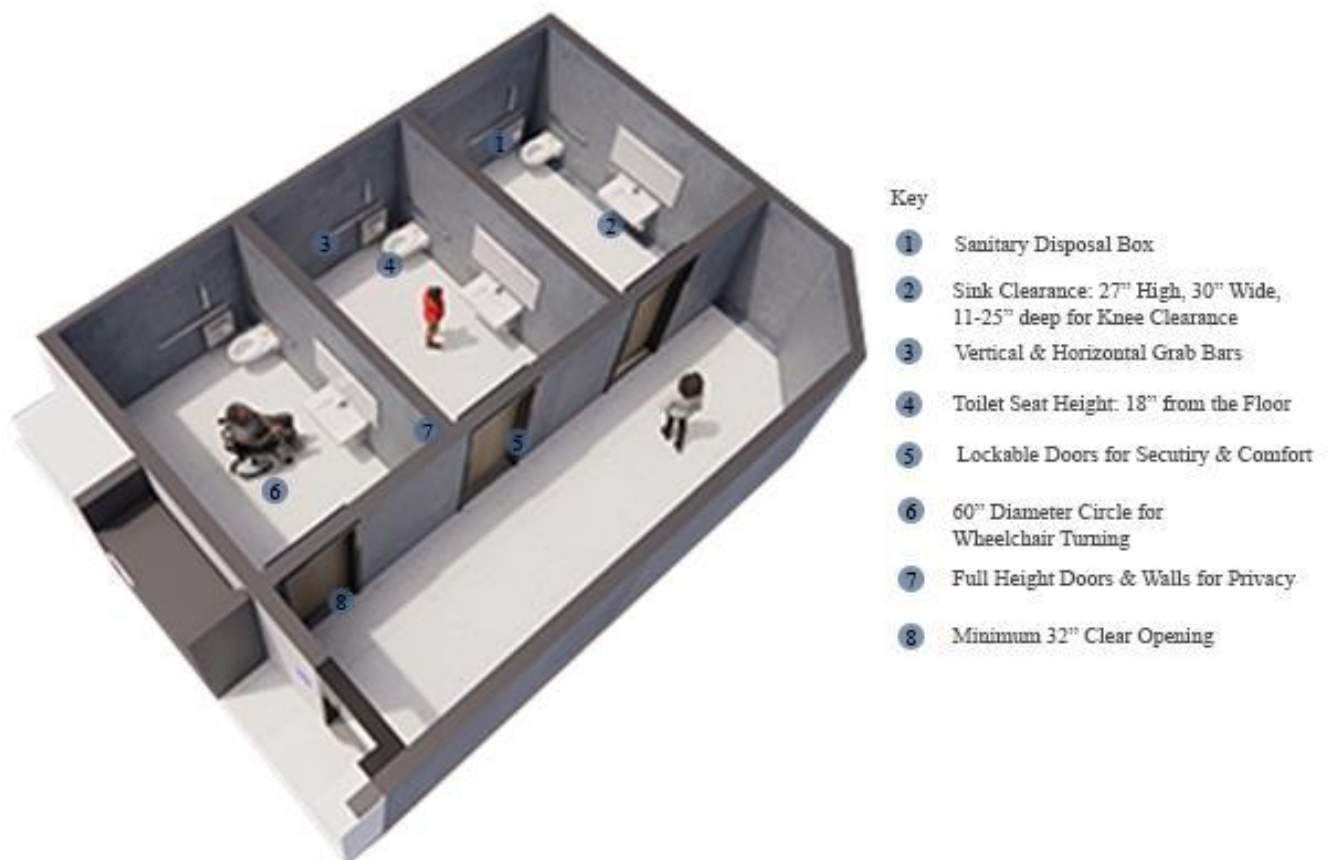 Key
1 Sanitary Disposal Box
2 Sink Clearance: 27” High, 30” Wide,
11-25” deep for Knee Clearance
3 Vertical & Horizontal Grab Bars
4 Toilet Seat Height: 18” from the Floor
5 Lockable Doors for Secutiry & Comfort
6 60” Diameter Circle for
Wheelchair Turning
7 Full Height Doors & Walls for Privacy
8 Minimum 32” Clear Opening
1
2
3
4
5
6
7
8